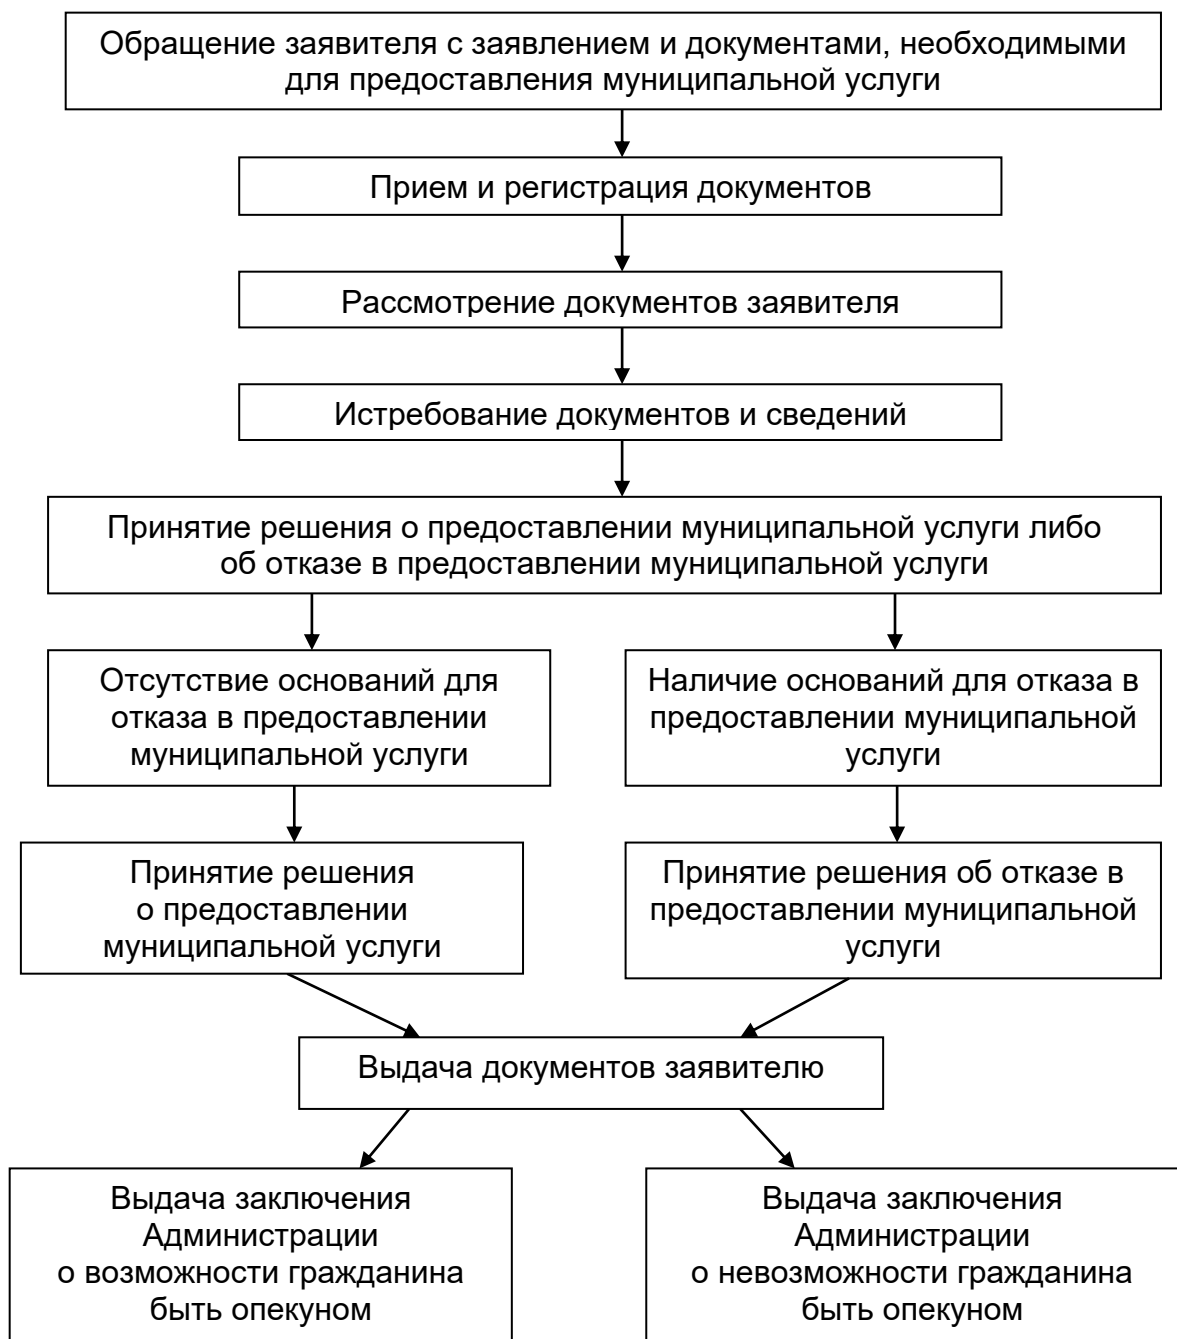 Обращение заявителя с заявлением и документами, необходимыми
для предоставления муниципальной услуги
Прием и регистрация документов
Рассмотрение документов заявителя
Истребование документов и сведений
Принятие решения о предоставлении муниципальной услуги либо
об отказе в предоставлении муниципальной услуги
Отсутствие оснований для
отказа в предоставлении
муниципальной услуги
Наличие оснований для отказа в
предоставлении муниципальной
услуги
Принятие решения
о предоставлении
муниципальной услуги
Принятие решения об отказе в
предоставлении муниципальной
услуги
Выдача документов заявителю
Выдача заключения
Администрации
о возможности гражданина
быть опекуном
Выдача заключения
Администрации
о невозможности гражданина
быть опекуном